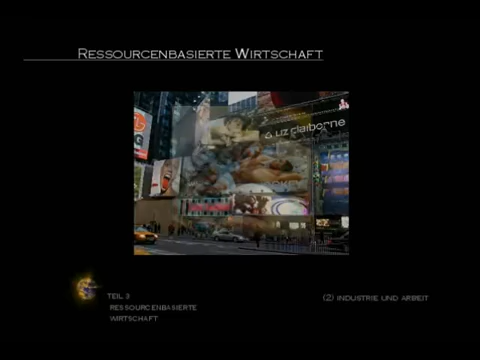 RESSOURCENBASIERTE WIRTSCHAFT
LIZ claiborne
TEIL 3
RESSOURCENBASIERTE
WIRTSCHAFT
(2) INDUSTRIE UND ARBEIT